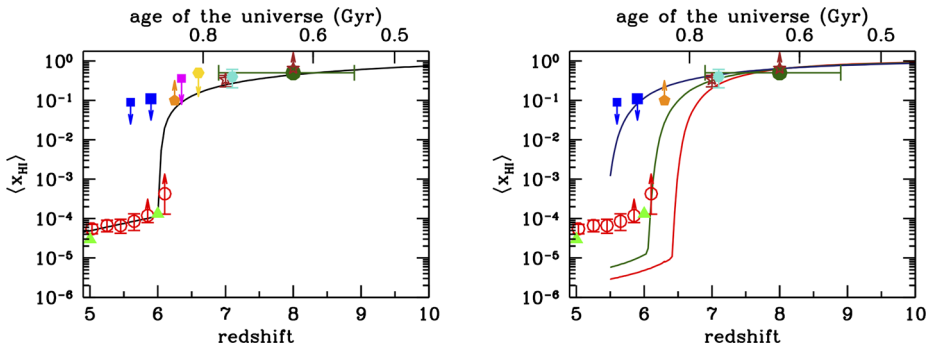 age of the universe (Gyr)
0.8 0.6 0.5
10⁰
10⁻¹
10⁻²
10⁻³
10⁻⁴
10⁻⁵
10⁻⁶
⟨x_HI⟩
5 6 7 8 9 10
redshift
age of the universe (Gyr)
0.8 0.6 0.5
10⁰
10⁻¹
10⁻²
10⁻³
10⁻⁴
10⁻⁵
10⁻⁶
⟨x_HI⟩
5 6 7 8 9 10
redshift